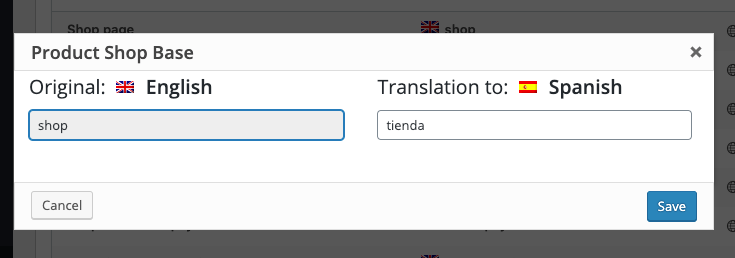 Shop page shop
Product Shop Base ×
Original: English Translation to: Spanish
shop tienda
Cancel Save